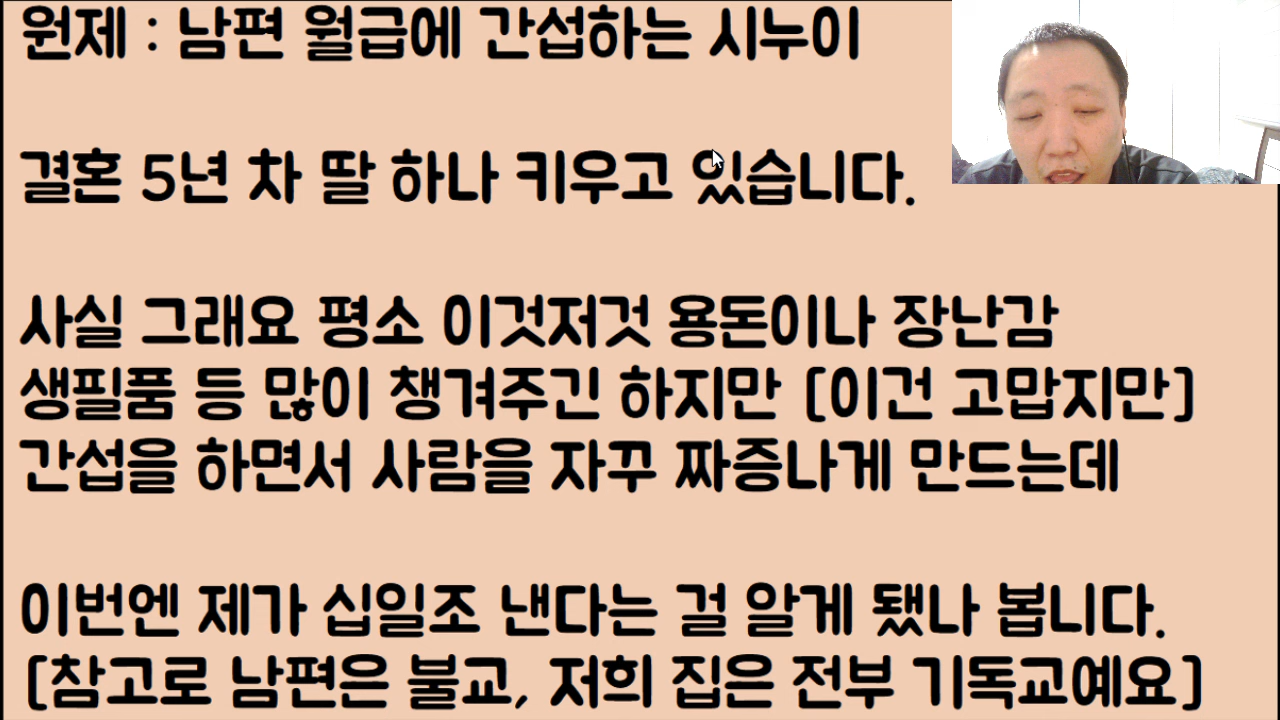 원제 : 남편 월급에 간섭하는 시누이
결혼 5년 차 딸 하나 키우고 있습니다.
사실 그래요 평소 이것저것 용돈이나 장난감
생필품 등 많이 챙겨주긴 하지만 [이건 고맙지만]
간섭을 하면서 사람을 자꾸 짜증나게 만드는데
이번엔 제가 십일조 낸다는 걸 알게 됐나 봅니다.
[참고로 남편은 불교, 저희 집은 전부 기독교예요]